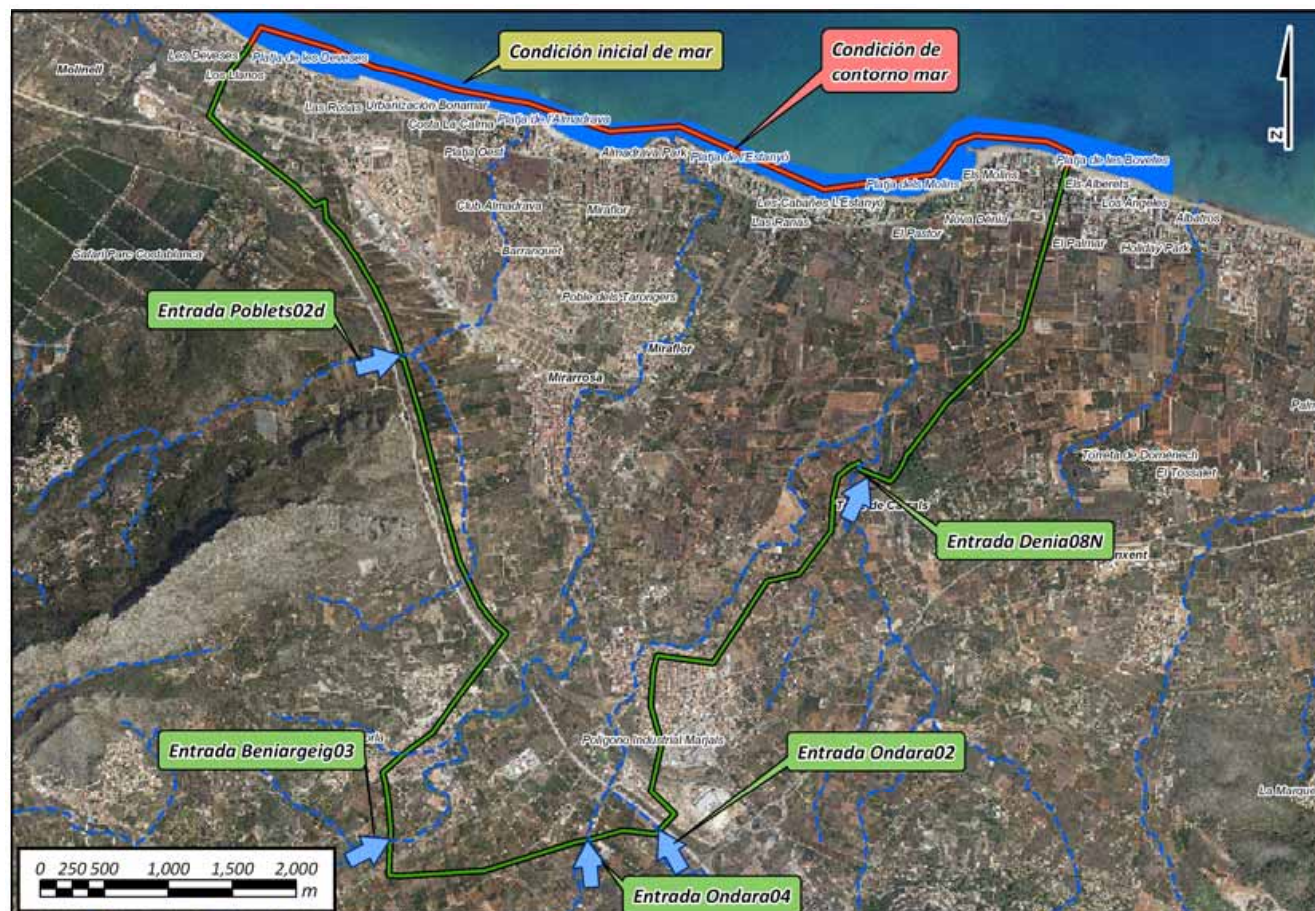 Condición inicial de mar
Condición de
contorno mar
Les Deveses
Platja de les Deveses
Molinell
Los Llanos
Las Rosas
Urbanización Bonamar
Costa La Calma
Platja de l'Almadrava
Platja Oest
Almadrava Park
Platja de l'Estanyó
Platja de les Bovetes
Els Molins
Platja dels Molins
Els Alberets
Les Cabañes L'Estanyó
Los Angeles
Club Almadrava
Miraflor
Las Ranas
Nova Dénia
Albatros
El Pastor
El Palmar
Holiday Park
Barranquet
Safari Parc Costablanca
Poble dels Tarongers
Entrada Poblets02d
Miraflor
Mirarrosa
Torreta de Domènech
El Tossalet
Entrada Denia08N
Entrada Beniargeig03
Polígono Industrial Marjals
Entrada Ondara02
La Marque
Entrada Ondara04
0 250 500 1,000 1,500 2,000
m
N